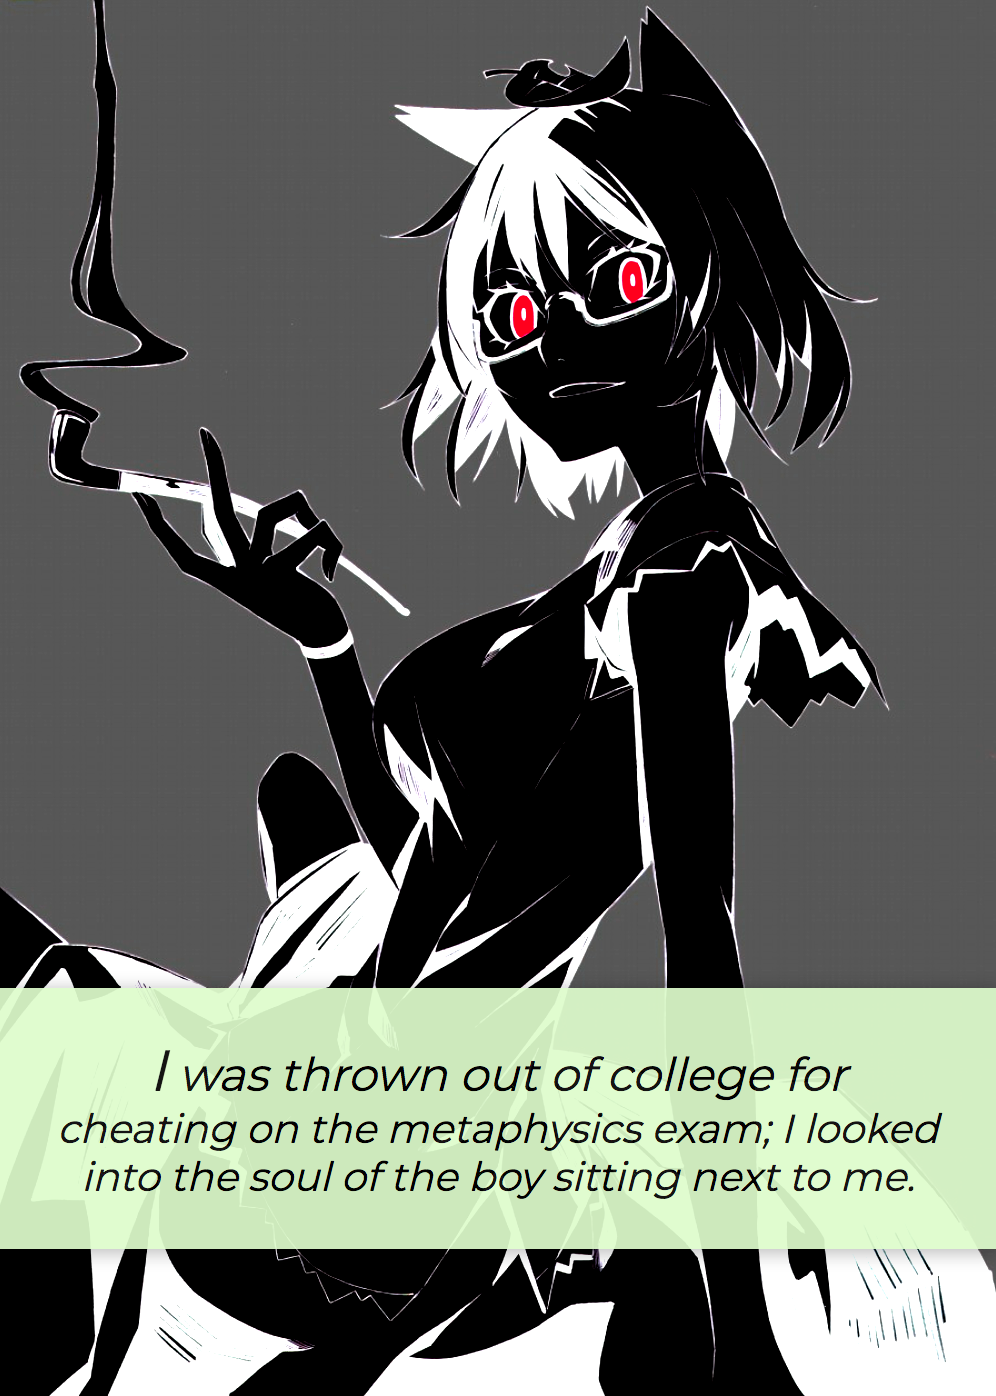 I was thrown out of college for
cheating on the metaphysics exam; I looked
into the soul of the boy sitting next to me.